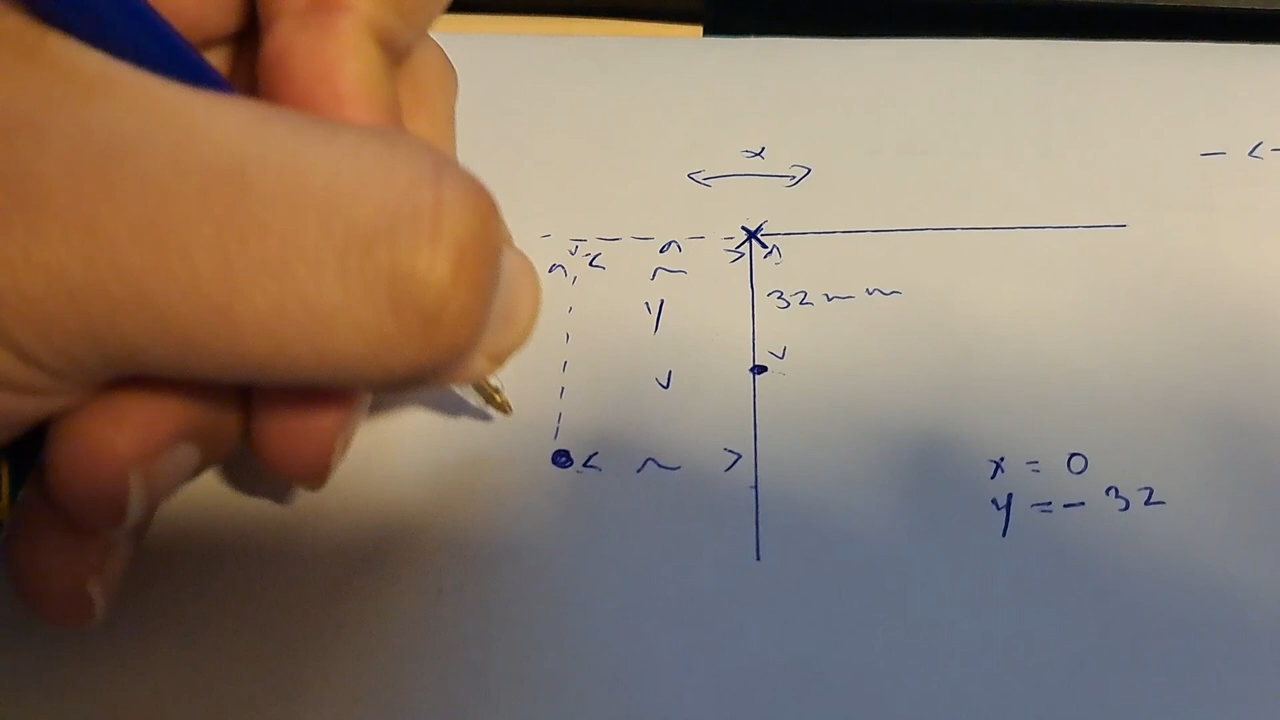 x
32mm
y
x = 0
y = - 32